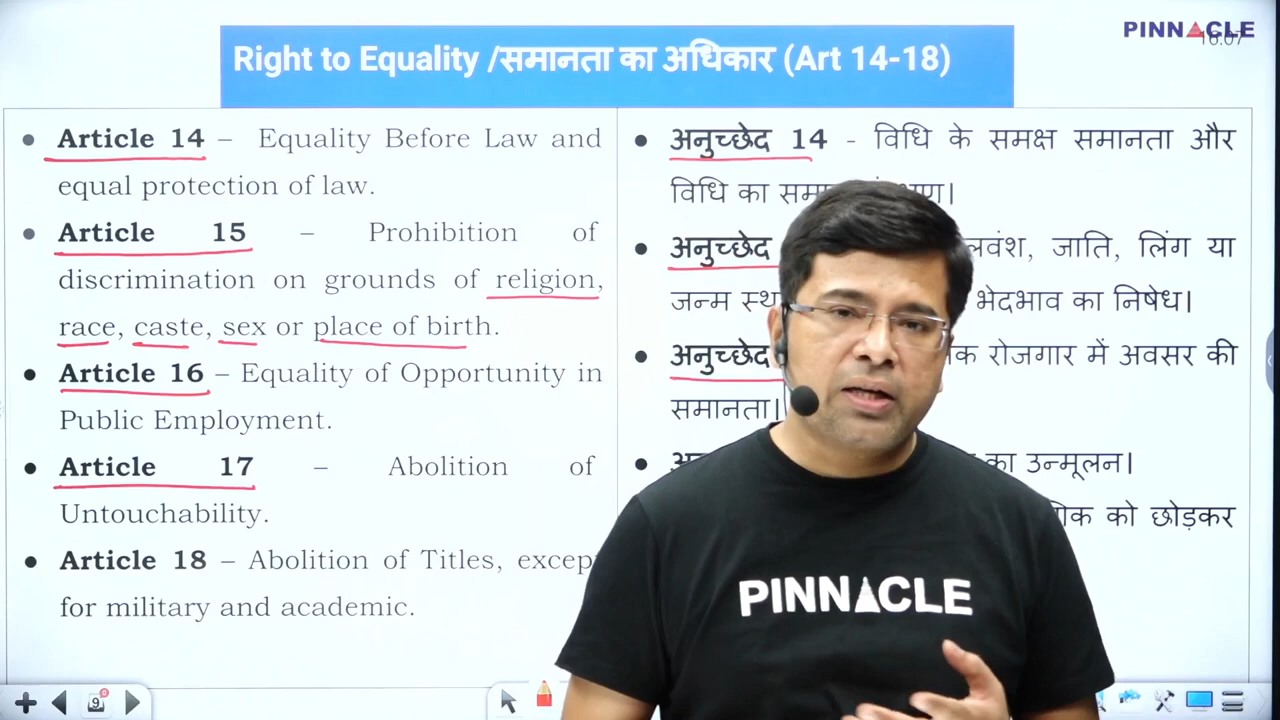 PINNACLE
16:07
Right to Equality /समानता का अधिकार (Art 14-18)
Article 14 – Equality Before Law and
equal protection of law.
Article 15 – Prohibition of
discrimination on grounds of religion,
race, caste, sex or place of birth.
Article 16 – Equality of Opportunity in
Public Employment.
Article 17 – Abolition of
Untouchability.
Article 18 – Abolition of Titles, excep
for military and academic.
अनुच्छेद 14 - विधि के समक्ष समानता और
विधि का
अनुच्छेद जाति, लिंग या
जन्म भेदभाव का निषेध।
अनुच्छेद रोजगार में अवसर की
समानता।
का उन्मूलन।
को छोड़कर
PINNACLE
9